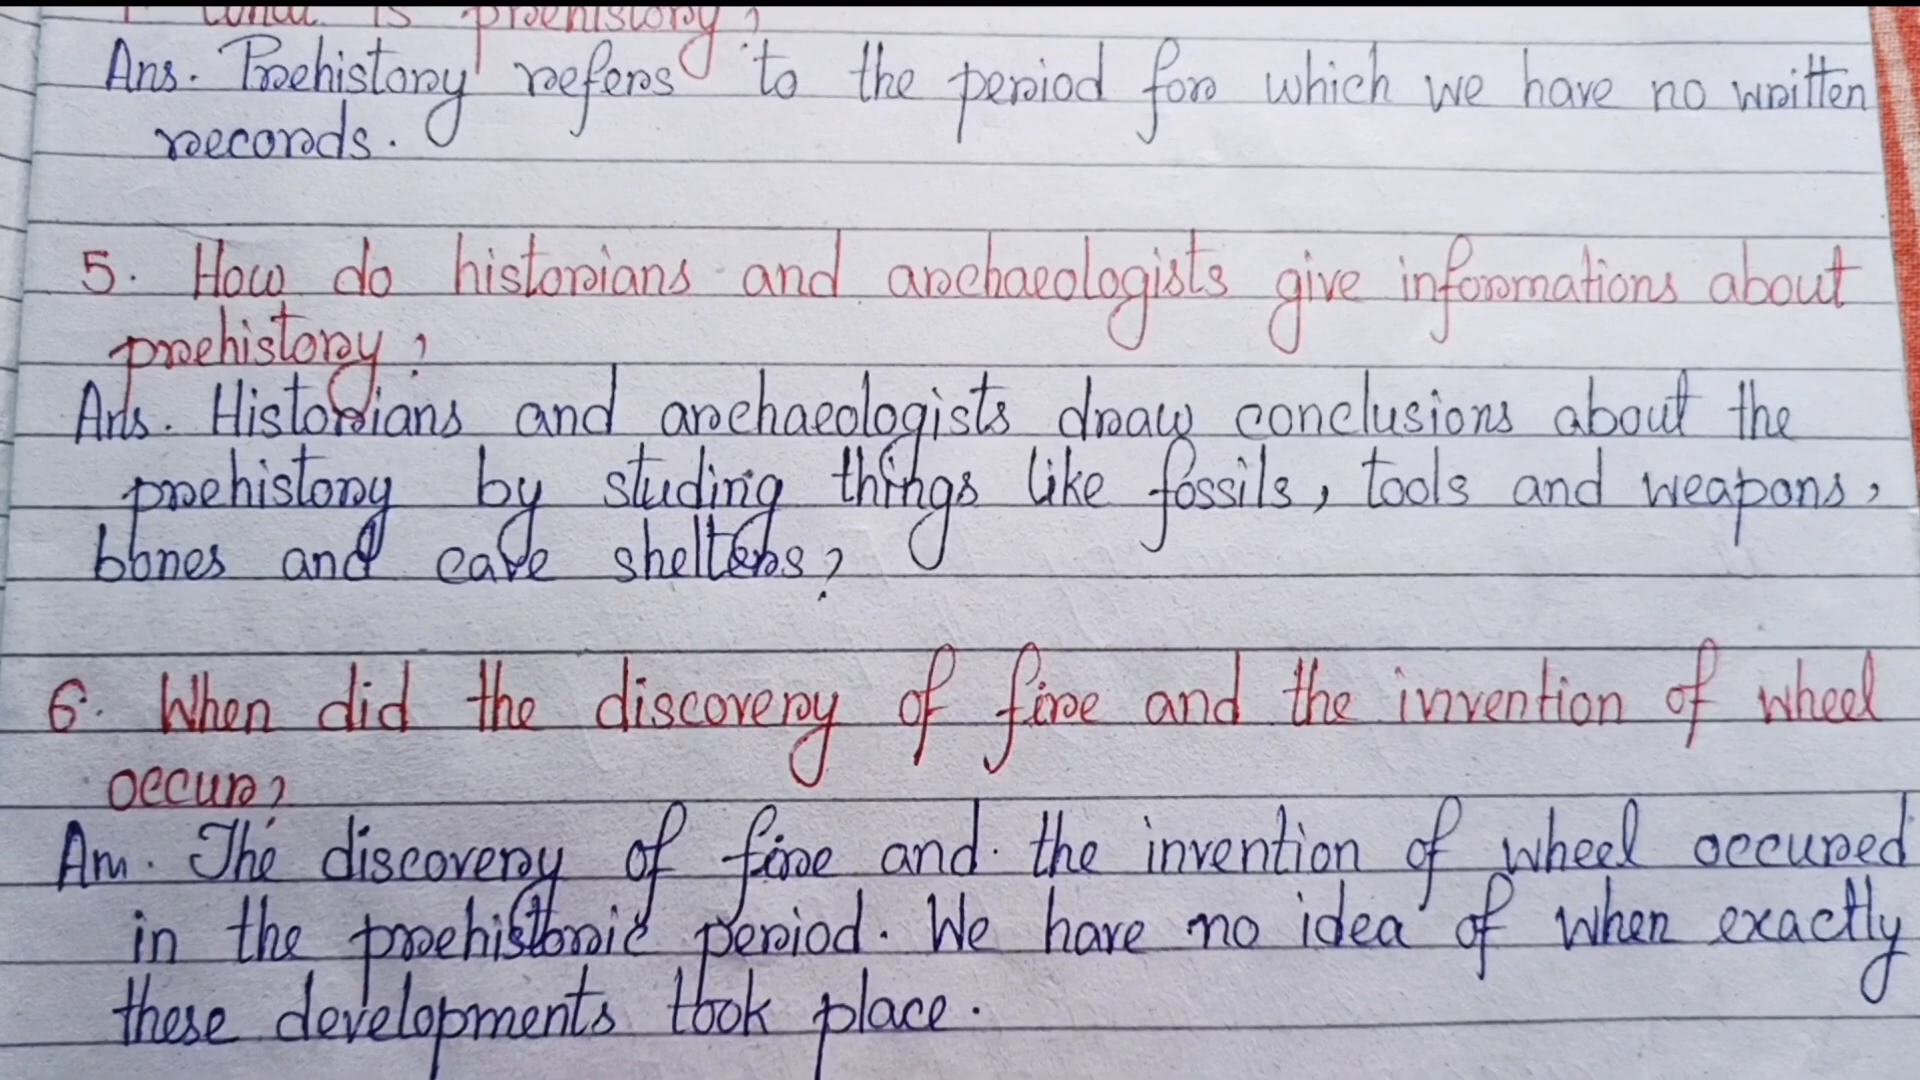 What is prehistory?
Ans. Prehistory refers to the period for which we have no written
records.
5. How do historians and archaeologists give informations about
prehistory?
Ans. Historians and archaeologists draw conclusions about the
prehistory by studing things like fossils, tools and weapons,
bones and cave shelters?
6. When did the discovery of fire and the invention of wheel
occur?
Ans. The discovery of fire and the invention of wheel occured
in the prehistoric period. We have no idea of when exactly
these developments took place.